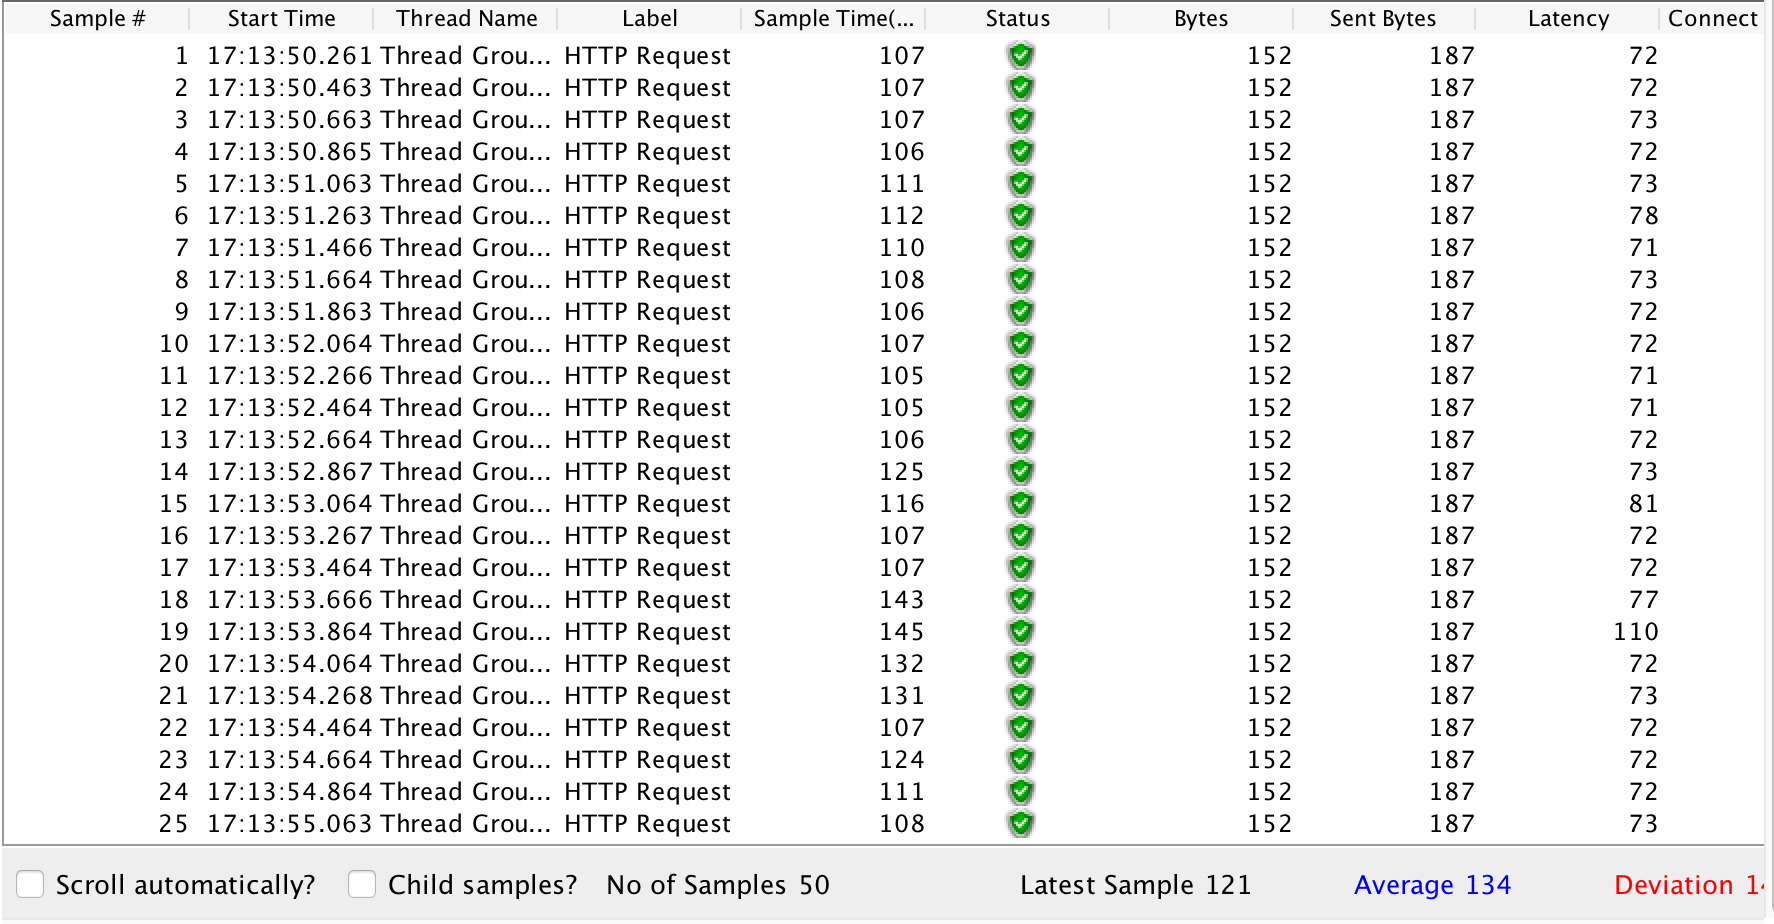 Sample # Start Time Thread Name Label Sample Time(... Status Bytes Sent Bytes Latency Connect
1 17:13:50.261 Thread Grou... HTTP Request 107 152 187 72
2 17:13:50.463 Thread Grou... HTTP Request 107 152 187 72
3 17:13:50.663 Thread Grou... HTTP Request 107 152 187 73
4 17:13:50.865 Thread Grou... HTTP Request 106 152 187 72
5 17:13:51.063 Thread Grou... HTTP Request 111 152 187 73
6 17:13:51.263 Thread Grou... HTTP Request 112 152 187 78
7 17:13:51.466 Thread Grou... HTTP Request 110 152 187 71
8 17:13:51.664 Thread Grou... HTTP Request 108 152 187 73
9 17:13:51.863 Thread Grou... HTTP Request 106 152 187 72
10 17:13:52.064 Thread Grou... HTTP Request 107 152 187 72
11 17:13:52.266 Thread Grou... HTTP Request 105 152 187 71
12 17:13:52.464 Thread Grou... HTTP Request 105 152 187 71
13 17:13:52.664 Thread Grou... HTTP Request 106 152 187 72
14 17:13:52.867 Thread Grou... HTTP Request 125 152 187 73
15 17:13:53.064 Thread Grou... HTTP Request 116 152 187 81
16 17:13:53.267 Thread Grou... HTTP Request 107 152 187 72
17 17:13:53.464 Thread Grou... HTTP Request 107 152 187 72
18 17:13:53.666 Thread Grou... HTTP Request 143 152 187 77
19 17:13:53.864 Thread Grou... HTTP Request 145 152 187 110
20 17:13:54.064 Thread Grou... HTTP Request 132 152 187 72
21 17:13:54.268 Thread Grou... HTTP Request 131 152 187 73
22 17:13:54.464 Thread Grou... HTTP Request 107 152 187 72
23 17:13:54.664 Thread Grou... HTTP Request 124 152 187 72
24 17:13:54.864 Thread Grou... HTTP Request 111 152 187 72
25 17:13:55.063 Thread Grou... HTTP Request 108 152 187 73
Scroll automatically? Child samples? No of Samples 50 Latest Sample 121 Average 134 Deviation